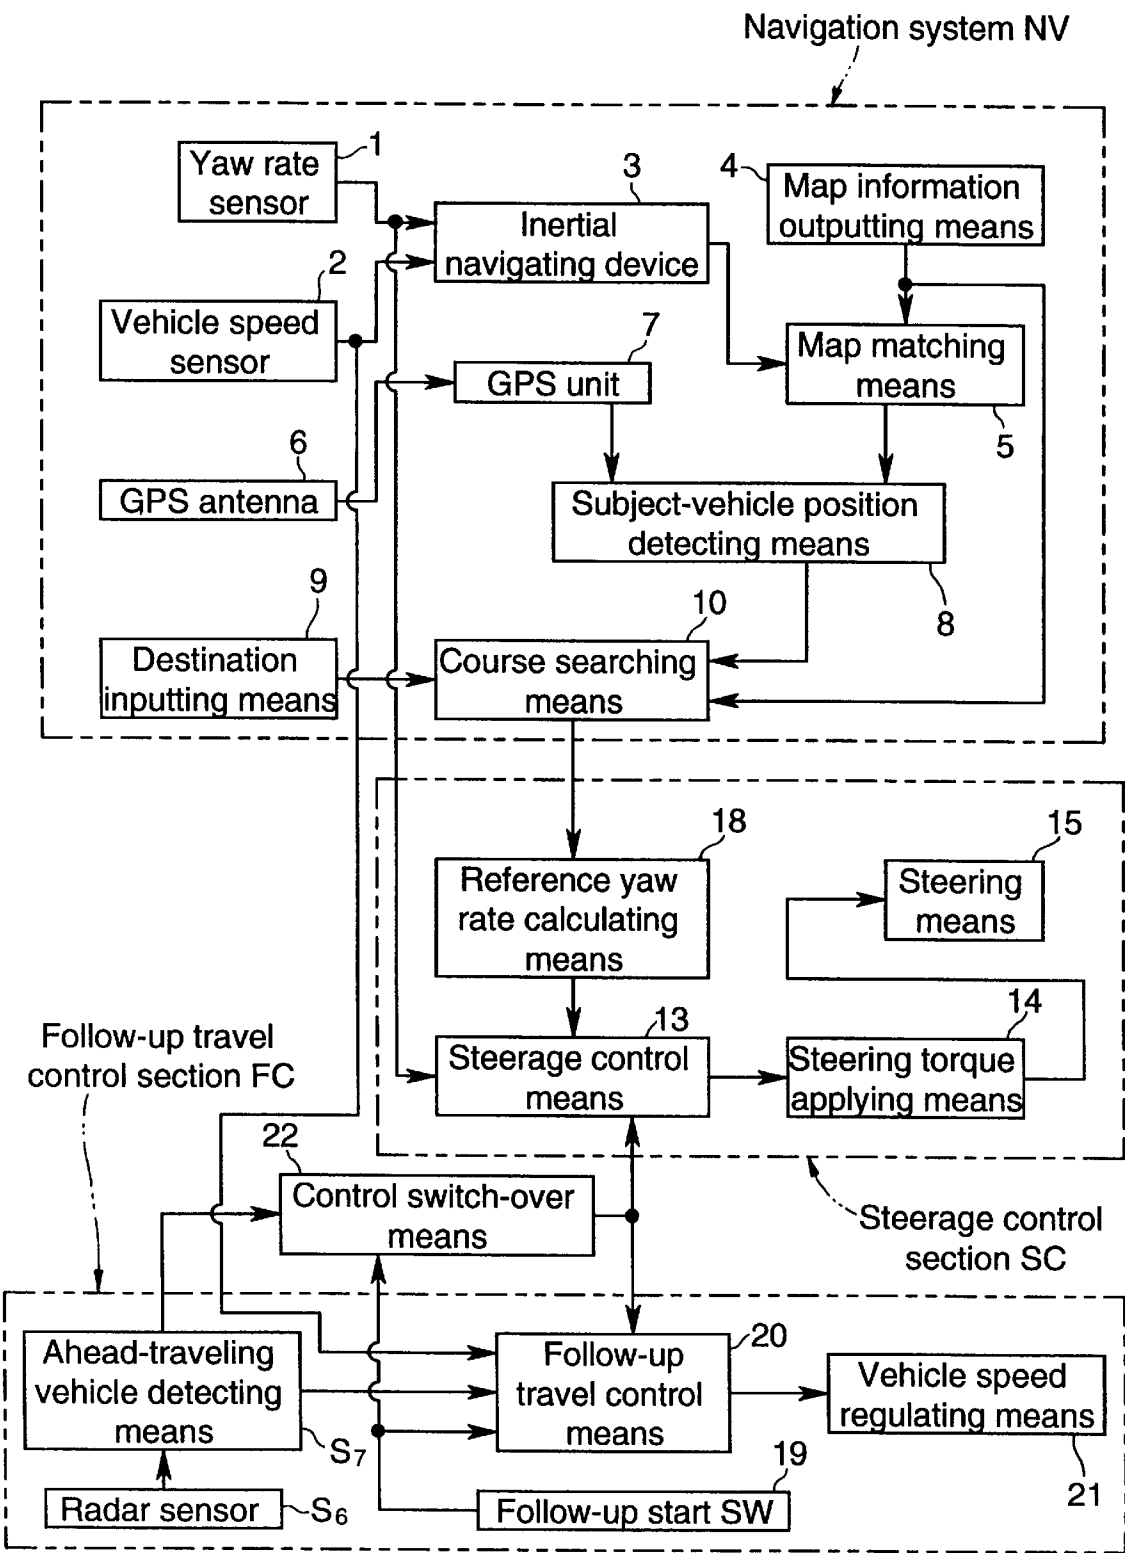 Navigation system NV
1
Yaw rate
sensor
3
Inertial
navigating device
4
Map information
outputting means
2
Vehicle speed
sensor
7
GPS unit
Map matching
means
5
6
GPS antenna
Subject-vehicle position
detecting means
8
9
Destination
inputting means
10
Course searching
means
18
Reference yaw
rate calculating
means
15
Steering
means
13
Steerage control
means
14
Steering torque
applying means
Follow-up travel
control section FC
22
Control switch-over
means
Steerage control
section SC
Ahead-traveling
vehicle detecting
means
S7
20
Follow-up
travel control
means
Vehicle speed
regulating means
21
Radar sensor
S6
19
Follow-up start SW